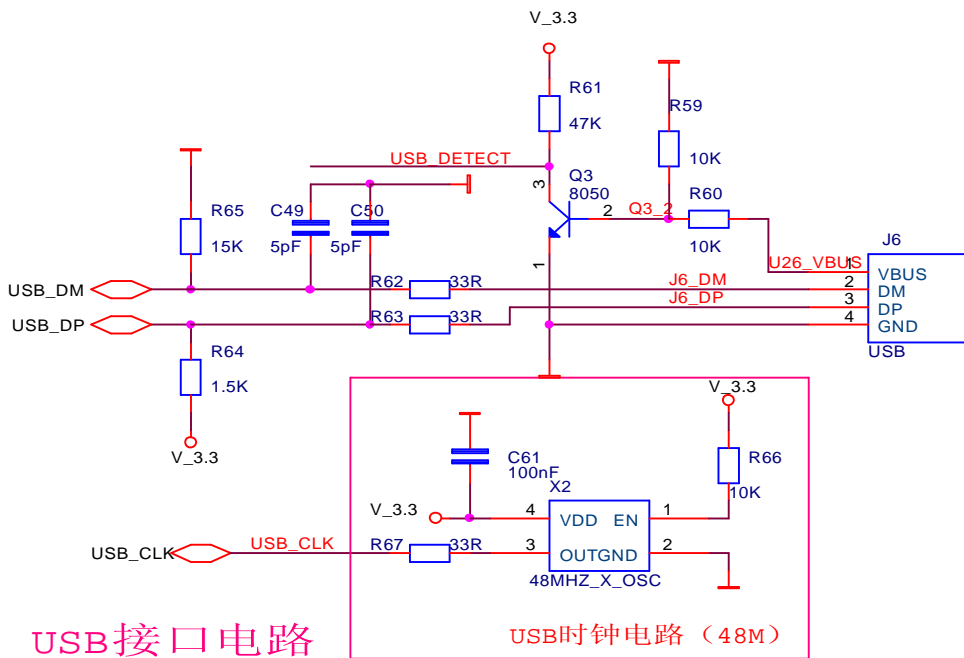 V_3.3
R61
47K
R59
10K
USB_DETECT
Q3
8050
3
2
1
Q3_2
R60
10K
R65
15K
C49
5pF
C50
5pF
J6
U26_VBUS
1
VBUS
USB_DM
R62
33R
J6_DM
2
DM
USB_DP
R63
33R
J6_DP
3
DP
4
GND
USB
R64
1.5K
V_3.3
V_3.3
C61
100nF
R66
10K
X2
V_3.3
4
VDD
EN
1
USB_CLK
USB_CLK
R67
33R
3
OUT
GND
2
48MHZ_X_OSC
USB接口电路
USB时钟电路（48M）